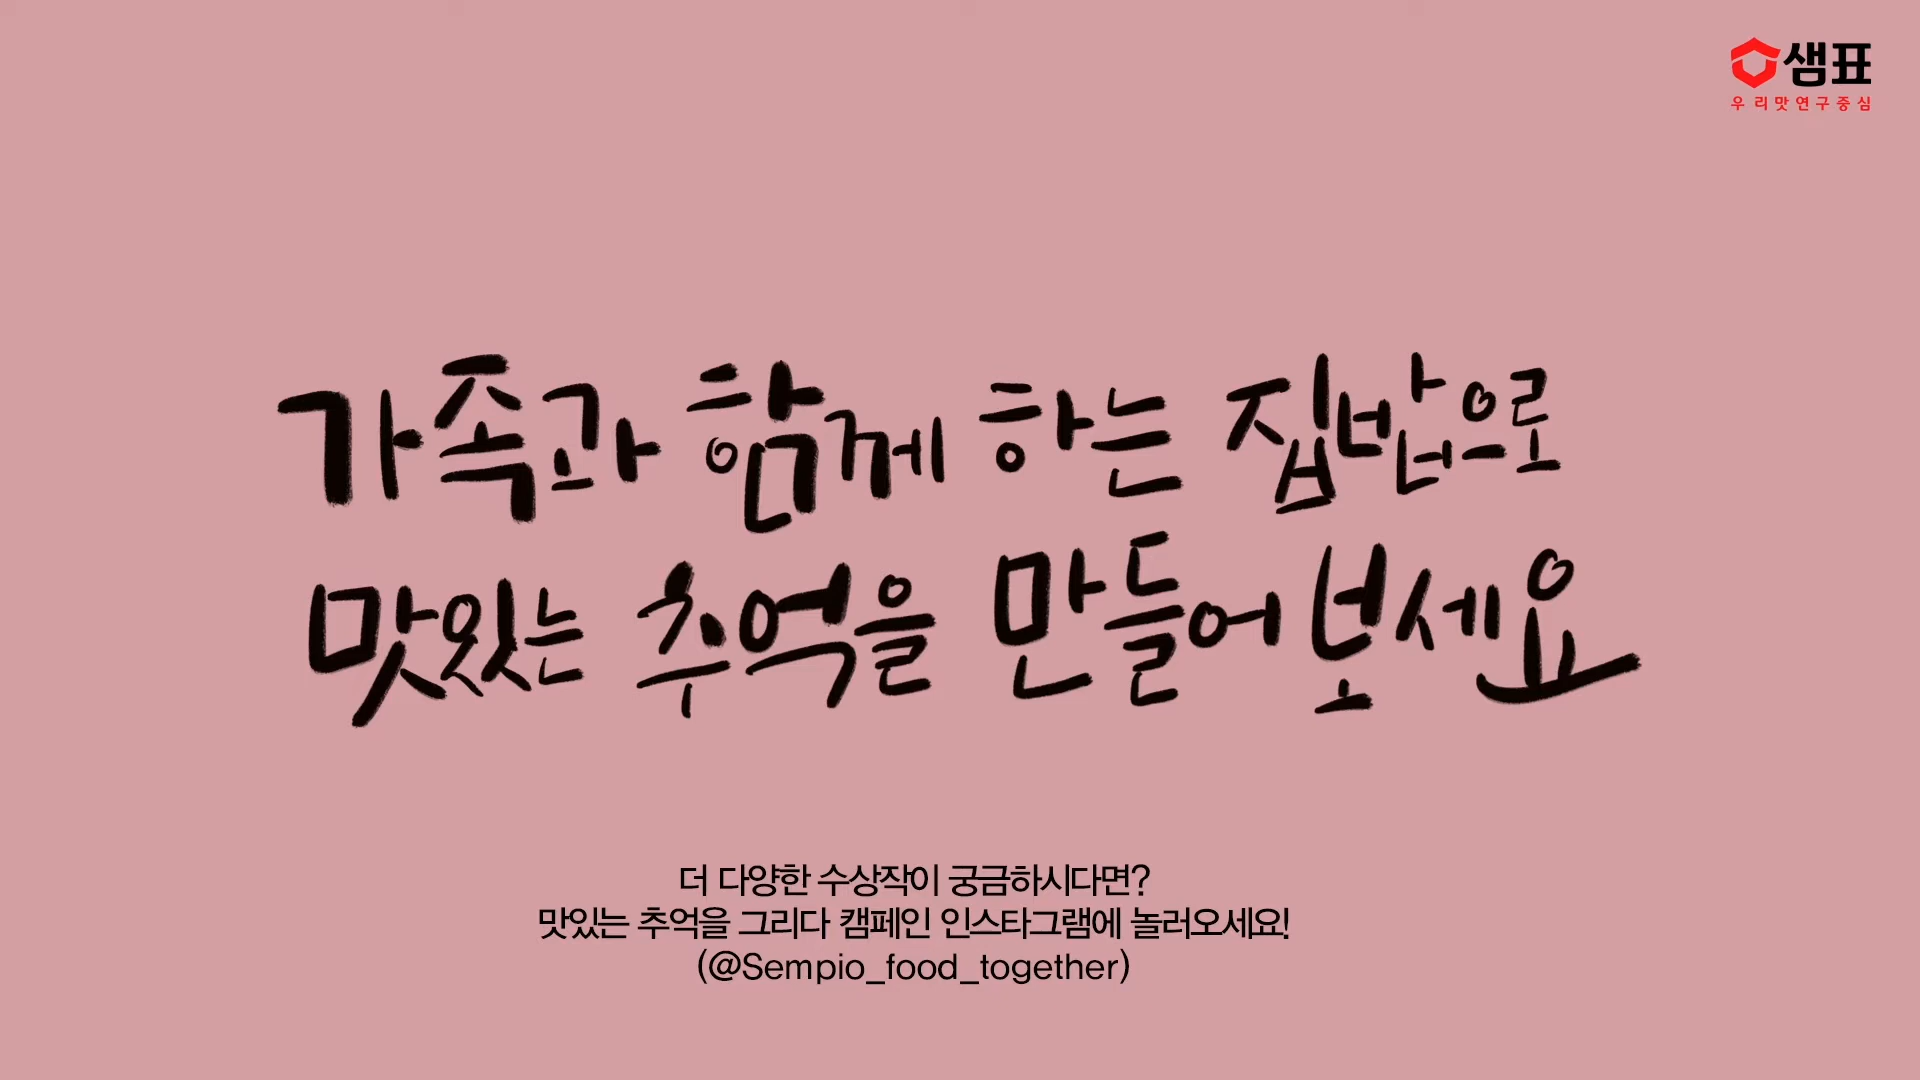 샘표
우리맛연구중심
가족과 함께 하는 집밥으로
맛있는 추억을 만들어 보세요
더 다양한 수상작이 궁금하시다면?
맛있는 추억을 그리다 캠페인 인스타그램에 놀러오세요!
(@Sempio_food_together)